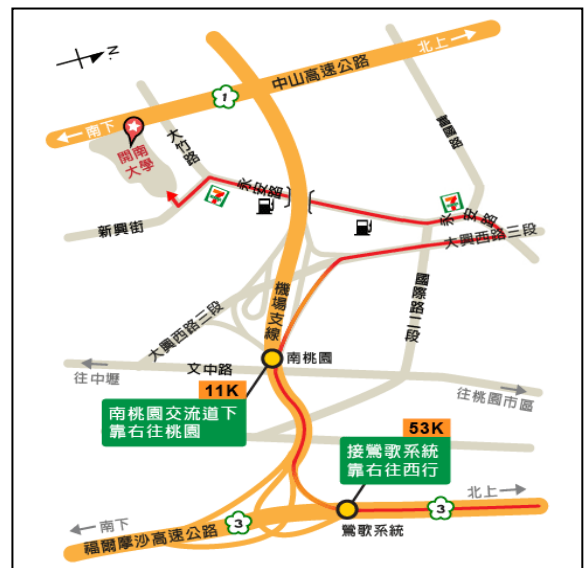 N.
北上
中山高速公路
1
南下
開南
大學
大竹路
富國路
永安路
7
7
永安路
新興街
大興西路三段
機場支線
國際路二段
大興西路三段
南桃園
文中路
往中壢
往桃園市區
11K
南桃園交流道下
靠右往桃園
53K
接鶯歌系統
靠右往西行
北上
3
南下
3
福爾摩沙高速公路
鶯歌系統